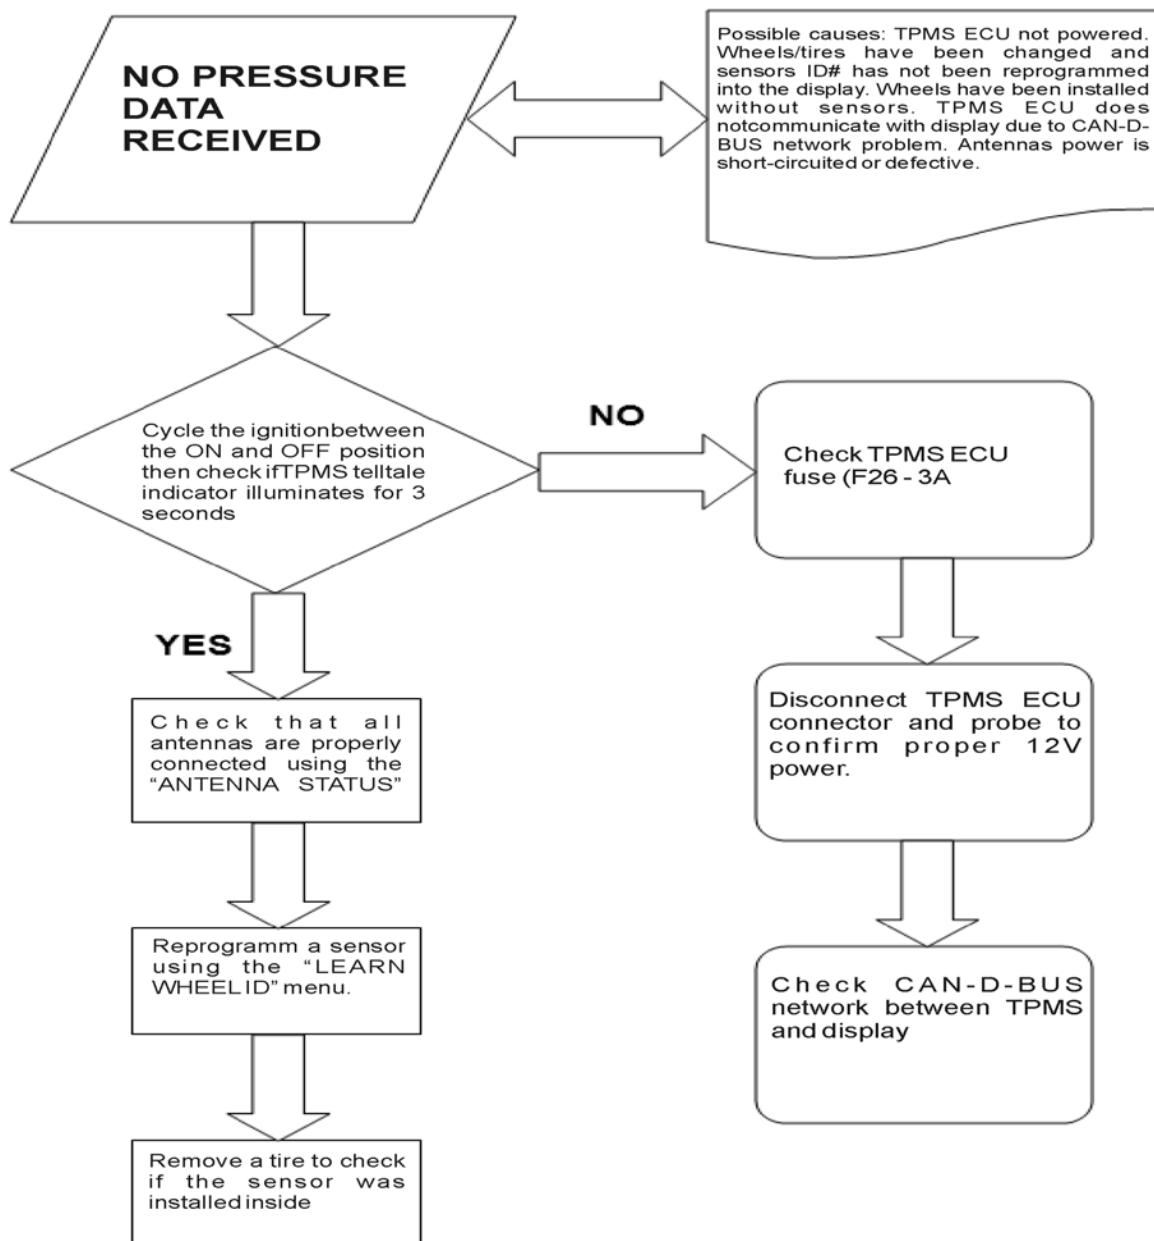 NO PRESSURE
DATA
RECEIVED
Possible causes: TPMS ECU not powered.
Wheels/tires have been changed and
sensors ID# has not been reprogrammed
into the display. Wheels have been installed
without sensors. TPMS ECU does
notcommunicate with display due to CAN-D-
BUS network problem. Antennas power is
short-circuited or defective.
Cycle the ignitionbetween
the ON and OFF position
then check ifTPMS telltale
indicator illuminates for 3
seconds
NO
Check TPMS ECU
fuse (F26 - 3A
YES
Check that all
antennas are properly
connected using the
“ANTENNA STATUS”
Disconnect TPMS ECU
connector and probe to
confirm proper 12V
power.
Reprogramm a sensor
using the “LEARN
WHEELID” menu.
Check CAN-D-BUS
network between TPMS
and display
Remove a tire to check
if the sensor was
installed inside